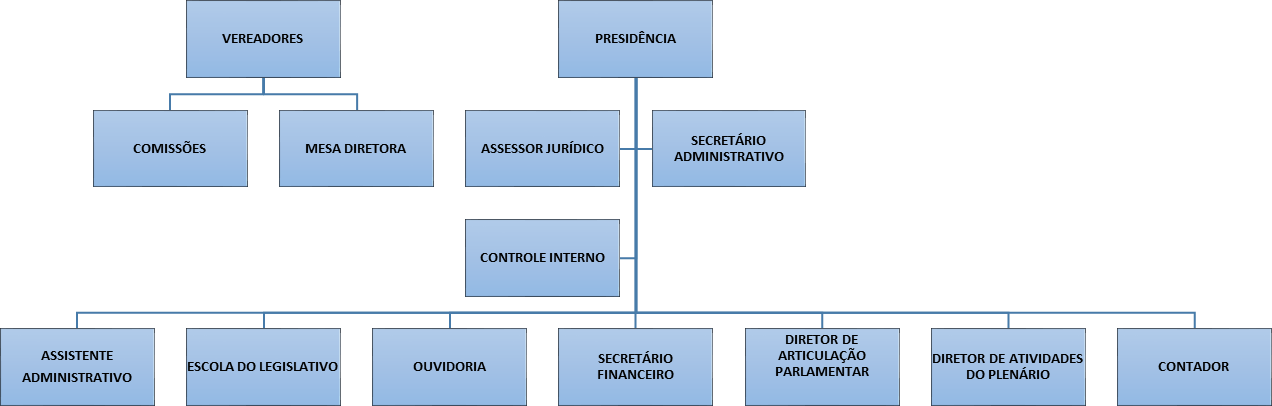 VEREADORES
PRESIDÊNCIA
COMISSÕES
MESA DIRETORA
ASSESSOR JURÍDICO
SECRETÁRIO
ADMINISTRATIVO
CONTROLE INTERNO
ASSISTENTE
ADMINISTRATIVO
ESCOLA DO LEGISLATIVO
OUVIDORIA
SECRETÁRIO
FINANCEIRO
DIRETOR DE
ARTICULAÇÃO
PARLAMENTAR
DIRETOR DE ATIVIDADES
DO PLENÁRIO
CONTADOR